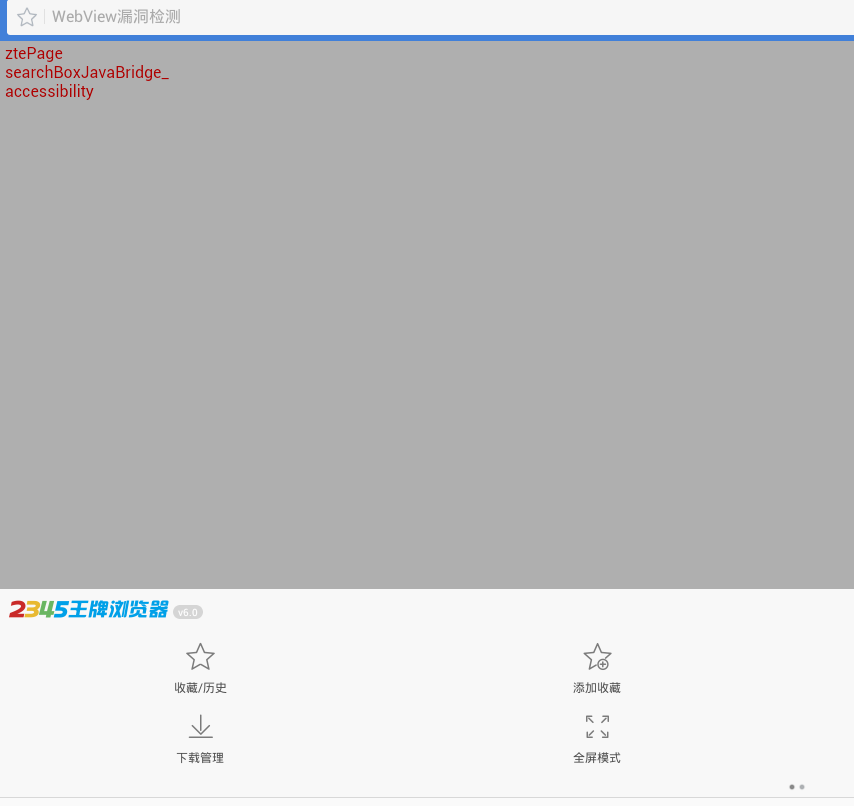 WebView漏洞检测
ztePage
searchBoxJavaBridge_
accessibility
2345王牌浏览器 v6.0
收藏/历史
添加收藏
下载管理
全屏模式